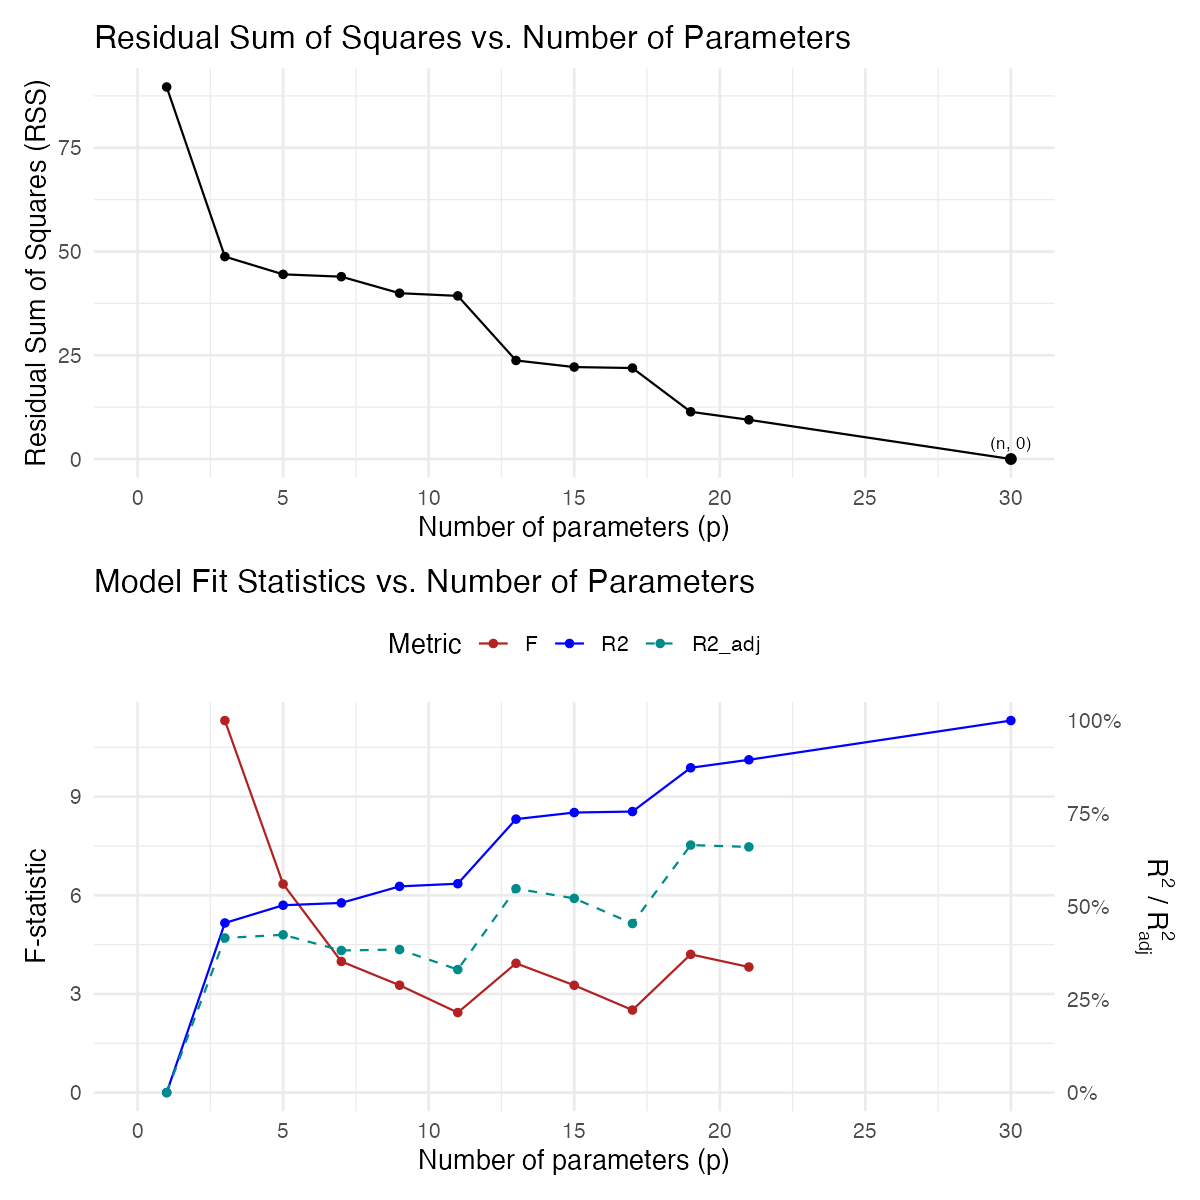 Residual Sum of Squares vs. Number of Parameters
Residual Sum of Squares (RSS)
75
50
25
0
(n, 0)
0 5 10 15 20 25 30
Number of parameters (p)
Model Fit Statistics vs. Number of Parameters
Metric F R2 R2_adj
F-statistic
9
6
3
0
100%
75%
50%
25%
0%
R² / R²adj
0 5 10 15 20 25 30
Number of parameters (p)